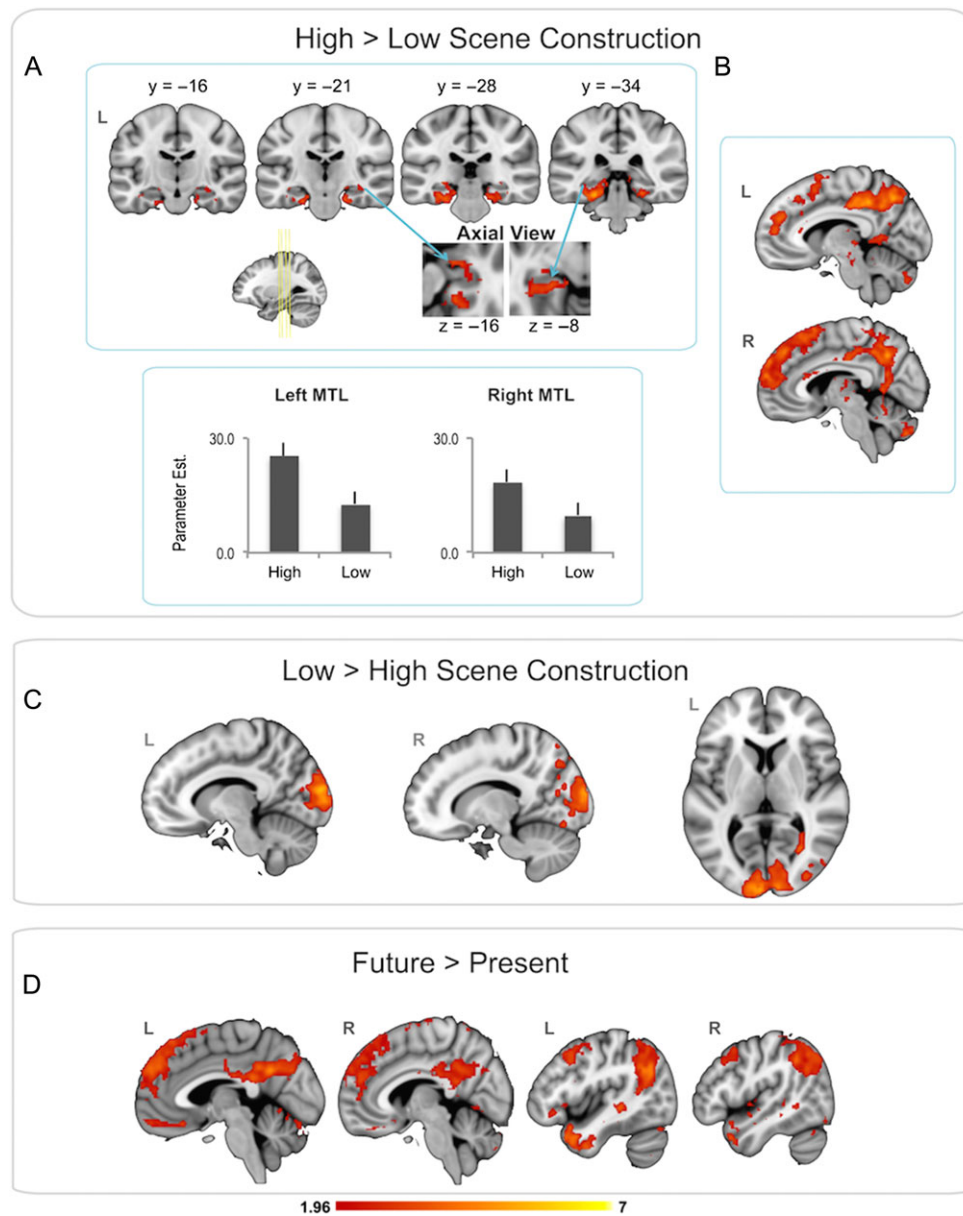 High > Low Scene Construction
A
B
y = −16 y = −21 y = −28 y = −34
L
Axial View
z = −16 z = −8
L
R
Left MTL Right MTL
30.0 30.0
Parameter Est.
0.0 0.0
High Low High Low
Low > High Scene Construction
C
L R L
Future > Present
D
L R L R
1.96 7